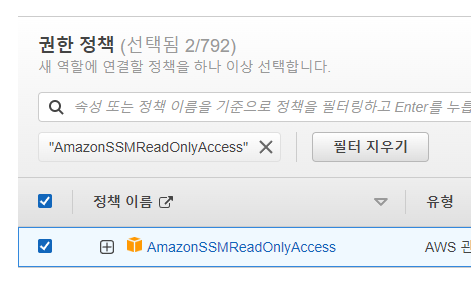 권한 정책 (선택됨 2/792)
새 역할에 연결할 정책을 하나 이상 선택합니다.
속성 또는 정책 이름을 기준으로 정책을 필터링하고 Enter를 누릅
"AmazonSSMReadOnlyAccess" 필터 지우기
정책 이름 유형
AmazonSSMReadOnlyAccess AWS 관